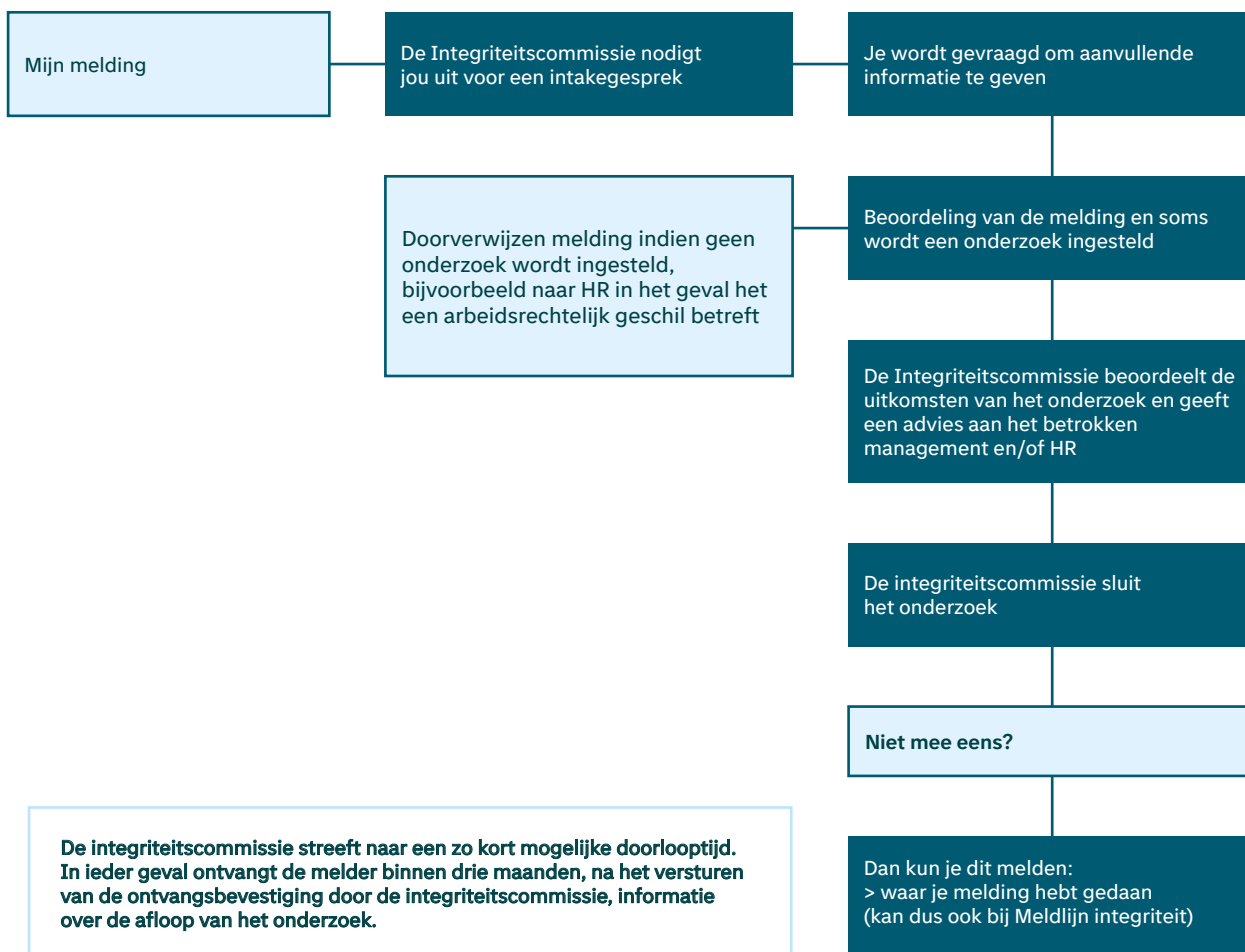 Mijn melding
De Integriteitscommissie nodigt
jou uit voor een intakegesprek
Je wordt gevraagd om aanvullende
informatie te geven
Beoordeling van de melding en soms
wordt een onderzoek ingesteld
Doorverwijzen melding indien geen
onderzoek wordt ingesteld,
bijvoorbeeld naar HR in het geval het
een arbeidsrechtelijk geschil betreft
De Integriteitscommissie beoordeelt de
uitkomsten van het onderzoek en geeft
een advies aan het betrokken
management en/of HR
De integriteitscommissie sluit
het onderzoek
Niet mee eens?
Dan kun je dit melden:
> waar je melding hebt gedaan
(kan dus ook bij Meldlijn integriteit)
De integriteitscommissie streeft naar een zo kort mogelijke doorlooptijd.
In ieder geval ontvangt de melder binnen drie maanden, na het versturen
van de ontvangsbevestiging door de integriteitscommissie, informatie
over de afloop van het onderzoek.